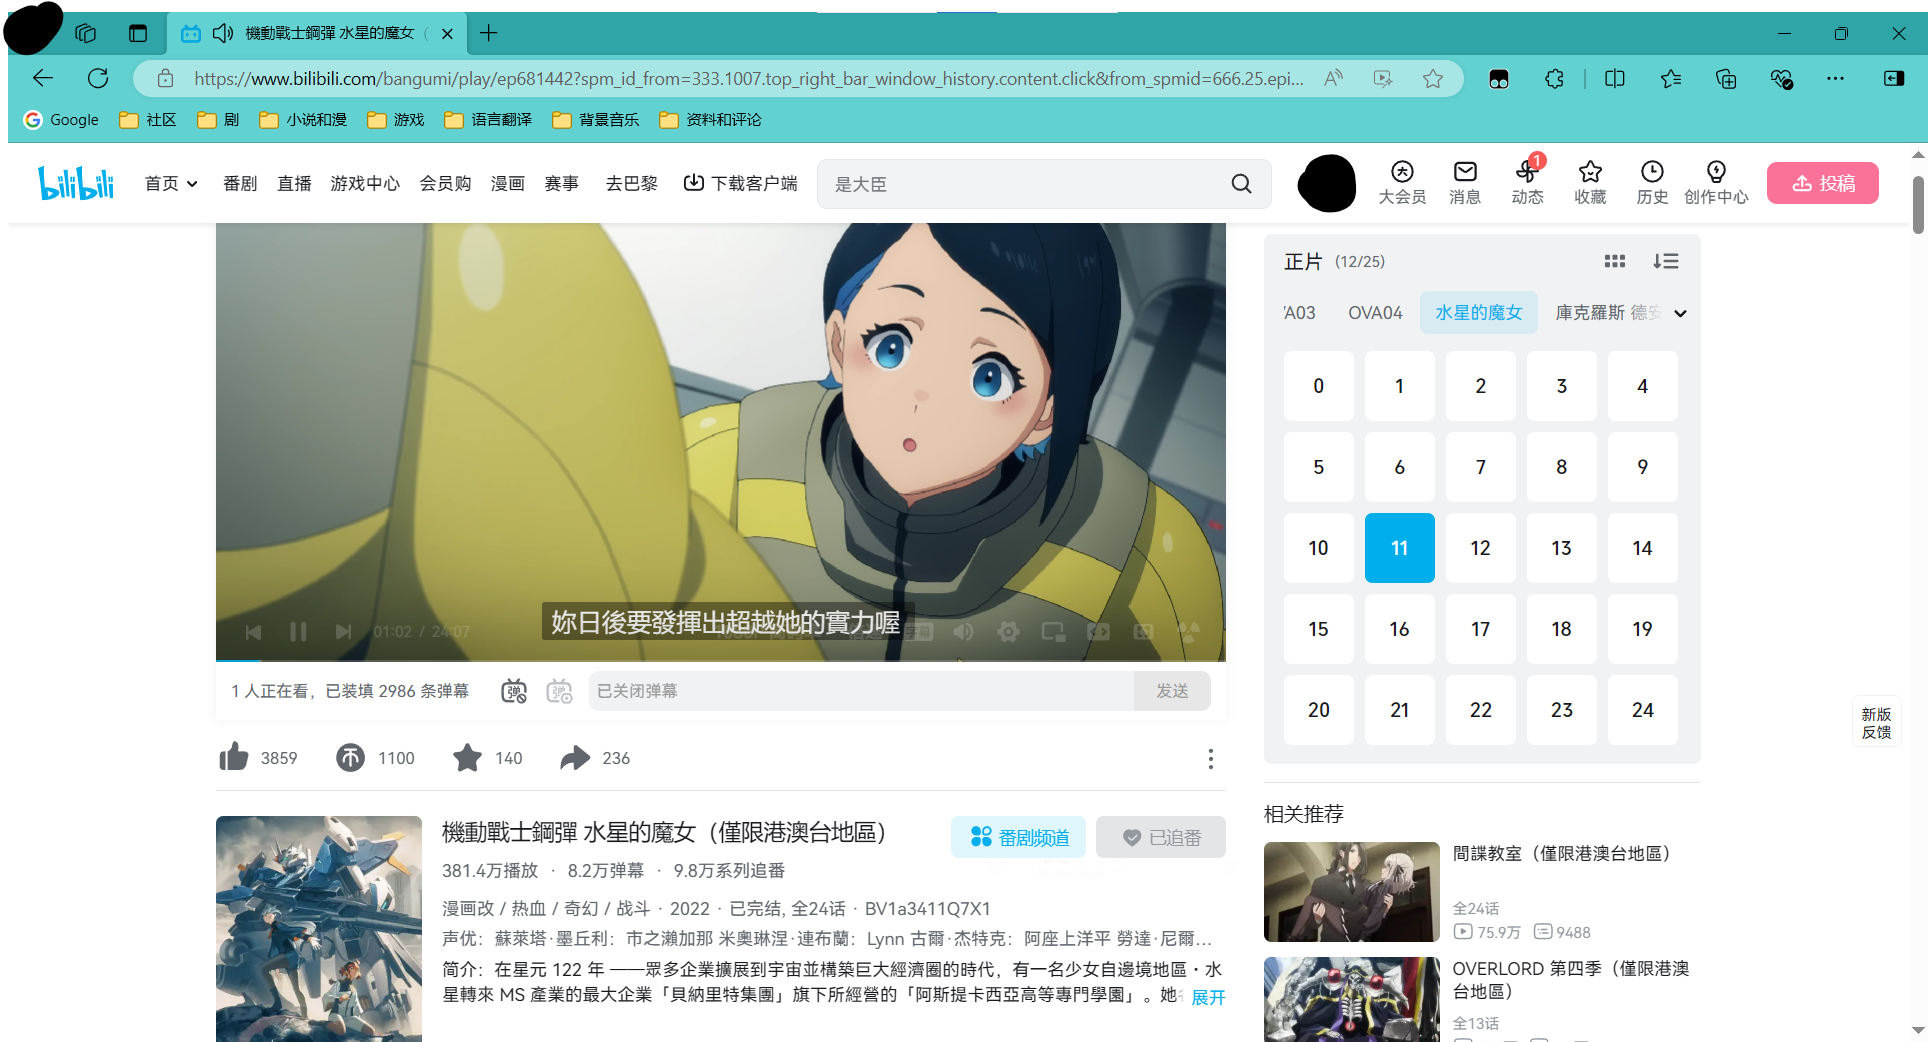 機動戰士鋼彈 水星的魔女（
https://www.bilibili.com/bangumi/play/ep681442?spm_id_from=333.1007.top_right_bar_window_history.content.click&from_spmid=666.25.epi...
Google 社区 剧 小说和漫 游戏 语言翻译 背景音乐 资料和评论
bilibili 首页 番剧 直播 游戏中心 会员购 漫画 赛事 去巴黎 下载客户端 是大臣 大会员 消息 1 动态 收藏 历史 创作中心 投稿
正片 (12/25)
A03 OVA04 水星的魔女 庫克羅斯 德安
0 1 2 3 4
5 6 7 8 9
10 11 12 13 14
15 16 17 18 19
20 21 22 23 24
妳日後要發揮出超越她的實力喔
01:02 / 24:07
1 人正在看，已装填 2986 条弹幕 弹 弹 已关闭弹幕 发送
3859 1100 140 236
新版
反馈
機動戰士鋼彈 水星的魔女（僅限港澳台地區） 番剧频道 已追番
381.4万播放 · 8.2万弹幕 · 9.8万系列追番
漫画改 / 热血 / 奇幻 / 战斗 · 2022 · 已完结, 全24话 · BV1a3411Q7X1
声优：蘇萊塔·墨丘利：市之瀨加那 米奧琳涅·連布蘭：Lynn 古爾·杰特克：阿座上洋平 勞達·尼爾...
简介：在星元 122 年 ——眾多企業擴展到宇宙並構築巨大經濟圈的時代，有一名少女自邊境地區・水
星轉來 MS 產業的最大企業「貝納里特集團」旗下所經營的「阿斯提卡西亞高等專門學園」。她 展开
相关推荐
間諜教室（僅限港澳台地區）
全24话
75.9万 9488
OVERLORD 第四季（僅限港澳
台地區）
全13话